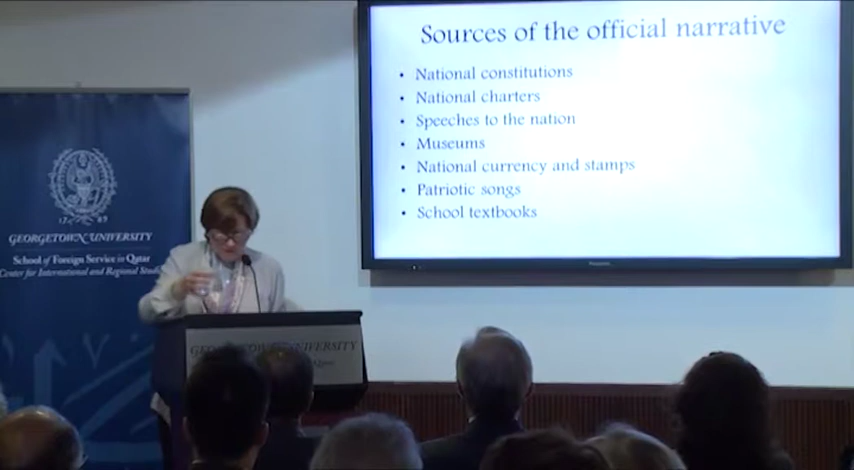 Sources of the official narrative
• National constitutions
• National charters
• Speeches to the nation
• Museums
• National currency and stamps
• Patriotic songs
• School textbooks
GEORGETOWN UNIVERSITY
School of Foreign Service in Qatar
Center for International and Regional Studies
GEORGETOWN UNIVERSITY
Qatar